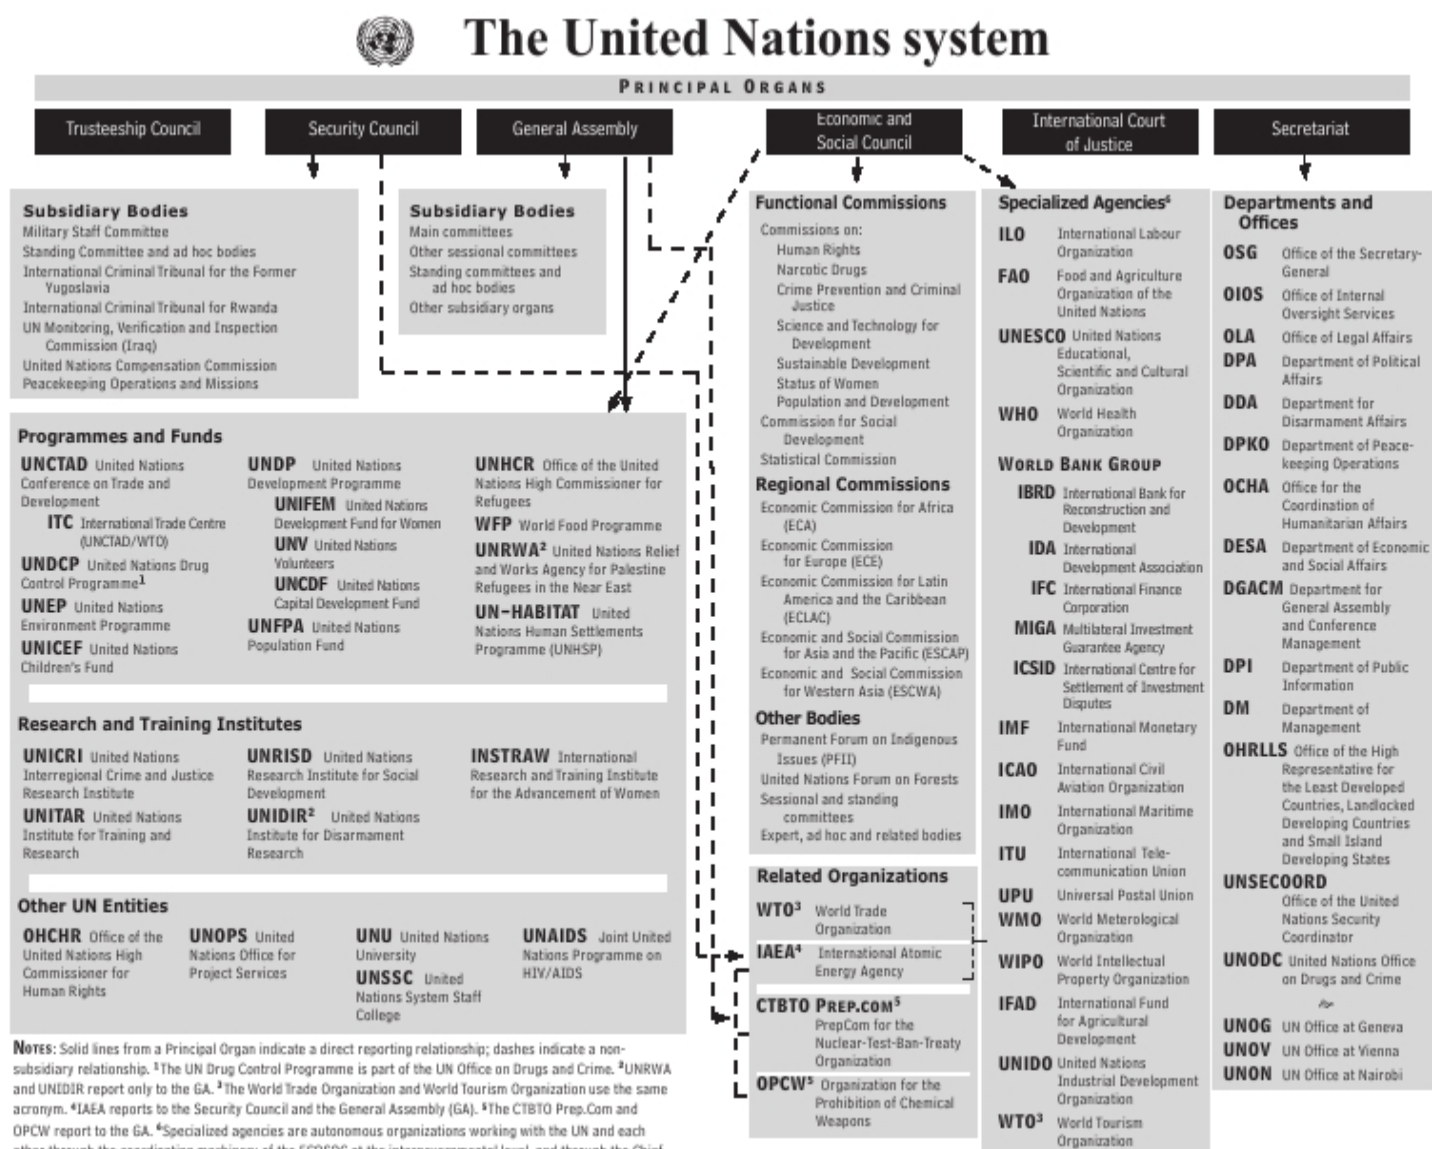 The United Nations system
PRINCIPAL ORGANS
Trusteeship Council
Security Council
General Assembly
Economic and
Social Council
International Court
of Justice
Secretariat
Subsidiary Bodies
Military Staff Committee
Standing Committee and ad hoc bodies
International Criminal Tribunal for the Former
Yugoslavia
International Criminal Tribunal for Rwanda
UN Monitoring, Verification and Inspection
Commission (Iraq)
United Nations Compensation Commission
Peacekeeping Operations and Missions
Subsidiary Bodies
Main committees
Other sessional committees
Standing committees and
ad hoc bodies
Other subsidiary organs
Programmes and Funds
UNCTAD United Nations
Conference on Trade and
Development
ITC International Trade Centre
(UNCTAD/WTO)
UNDCP United Nations Drug
Control Programme¹
UNEP United Nations
Environment Programme
UNICEF United Nations
Children's Fund
UNDP United Nations
Development Programme
UNIFEM United Nations
Development Fund for Women
UNV United Nations
Volunteers
UNCDF United Nations
Capital Development Fund
UNFPA United Nations
Population Fund
UNHCR Office of the United
Nations High Commissioner for
Refugees
WFP World Food Programme
UNRWA² United Nations Relief
and Works Agency for Palestine
Refugees in the Near East
UN-HABITAT United
Nations Human Settlements
Programme (UNHSP)
Research and Training Institutes
UNICRI United Nations
Interregional Crime and Justice
Research Institute
UNITAR United Nations
Institute for Training and
Research
UNRISD United Nations
Research Institute for Social
Development
UNIDIR² United Nations
Institute for Disarmament
Research
INSTRAW International
Research and Training Institute
for the Advancement of Women
Other UN Entities
OHCHR Office of the
United Nations High
Commissioner for
Human Rights
UNOPS United
Nations Office for
Project Services
UNU United Nations
University
UNSSC United
Nations System Staff
College
UNAIDS Joint United
Nations Programme on
HIV/AIDS
Functional Commissions
Commissions on:
Human Rights
Narcotic Drugs
Crime Prevention and Criminal
Justice
Science and Technology for
Development
Sustainable Development
Status of Women
Population and Development
Commission for Social
Development
Statistical Commission
Regional Commissions
Economic Commission for Africa
(ECA)
Economic Commission
for Europe (ECE)
Economic Commission for Latin
America and the Caribbean
(ECLAC)
Economic and Social Commission
for Asia and the Pacific (ESCAP)
Economic and Social Commission
for Western Asia (ESCWA)
Other Bodies
Permanent Forum on Indigenous
Issues (PFII)
United Nations Forum on Forests
Sessional and standing
committees
Expert, ad hoc and related bodies
Related Organizations
WTO³ World Trade
Organization
IAEA⁴ International Atomic
Energy Agency
CTBTO PREP.COM⁵
PrepCom for the
Nuclear-Test-Ban-Treaty
Organization
OPCW⁵ Organization for the
Prohibition of Chemical
Weapons
Specialized Agencies⁶
ILO International Labour
Organization
FAO Food and Agriculture
Organization of the
United Nations
UNESCO United Nations
Educational,
Scientific and Cultural
Organization
WHO World Health
Organization
WORLD BANK GROUP
IBRD International Bank for
Reconstruction and
Development
IDA International
Development Association
IFC International Finance
Corporation
MIGA Multilateral Investment
Guarantee Agency
ICSID International Centre for
Settlement of Investment
Disputes
IMF International Monetary
Fund
ICAO International Civil
Aviation Organization
IMO International Maritime
Organization
ITU International Tele-
communication Union
UPU Universal Postal Union
WMO World Meterological
Organization
WIPO World Intellectual
Property Organization
IFAD International Fund
for Agricultural
Development
UNIDO United Nations
Industrial Development
Organization
WTO³ World Tourism
Organization
Departments and
Offices
OSG Office of the Secretary-
General
OIOS Office of Internal
Oversight Services
OLA Office of Legal Affairs
DPA Department of Political
Affairs
DDA Department for
Disarmament Affairs
DPKO Department of Peace-
keeping Operations
OCHA Office for the
Coordination of
Humanitarian Affairs
DESA Department of Economic
and Social Affairs
DGACM Department for
General Assembly
and Conference
Management
DPI Department of Public
Information
DM Department of
Management
OHRLLS Office of the High
Representative for
the Least Developed
Countries, Landlocked
Developing Countries
and Small Island
Developing States
UNSECOORD
Office of the United
Nations Security
Coordinator
UNODC United Nations Office
on Drugs and Crime
UNOG UN Office at Geneva
UNOV UN Office at Vienna
UNON UN Office at Nairobi
NOTES: Solid lines from a Principal Organ indicate a direct reporting relationship; dashes indicate a non-
subsidiary relationship. ¹The UN Drug Control Programme is part of the UN Office on Drugs and Crime. ²UNRWA
and UNIDIR report only to the GA. ³The World Trade Organization and World Tourism Organization use the same
acronym. ⁴IAEA reports to the Security Council and the General Assembly (GA). ⁵The CTBTO Prep.Com and
OPCW report to the GA. ⁶Specialized agencies are autonomous organizations working with the UN and each